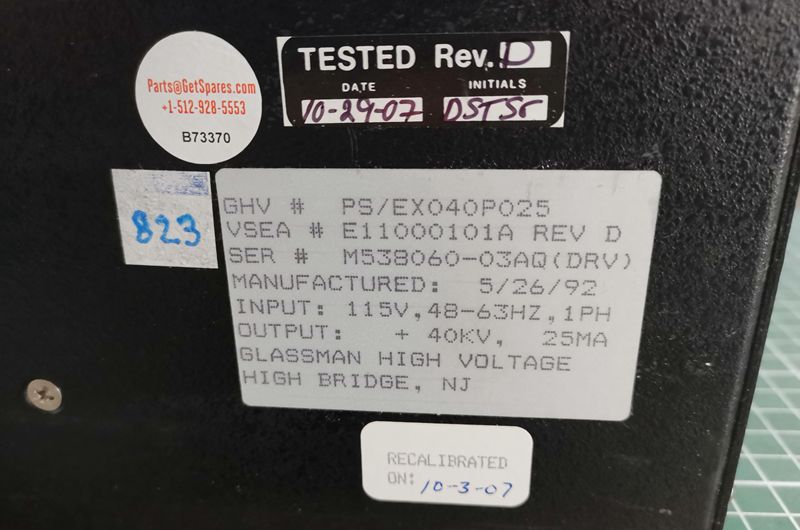 TESTED Rev. D
DATE INITIALS
10-29-07 DSTSr
Parts@GetSpares.com
+1-512-928-5553
B73370
823
GHV # PS/EX040P025
VSEA # E11000101A REV D
SER # M538060-03AQ(DRV)
MANUFACTURED: 5/26/92
INPUT: 115V,48-63HZ,1PH
OUTPUT: + 40KV, 25MA
GLASSMAN HIGH VOLTAGE
HIGH BRIDGE, NJ
RECALIBRATED
ON: 10-3-07